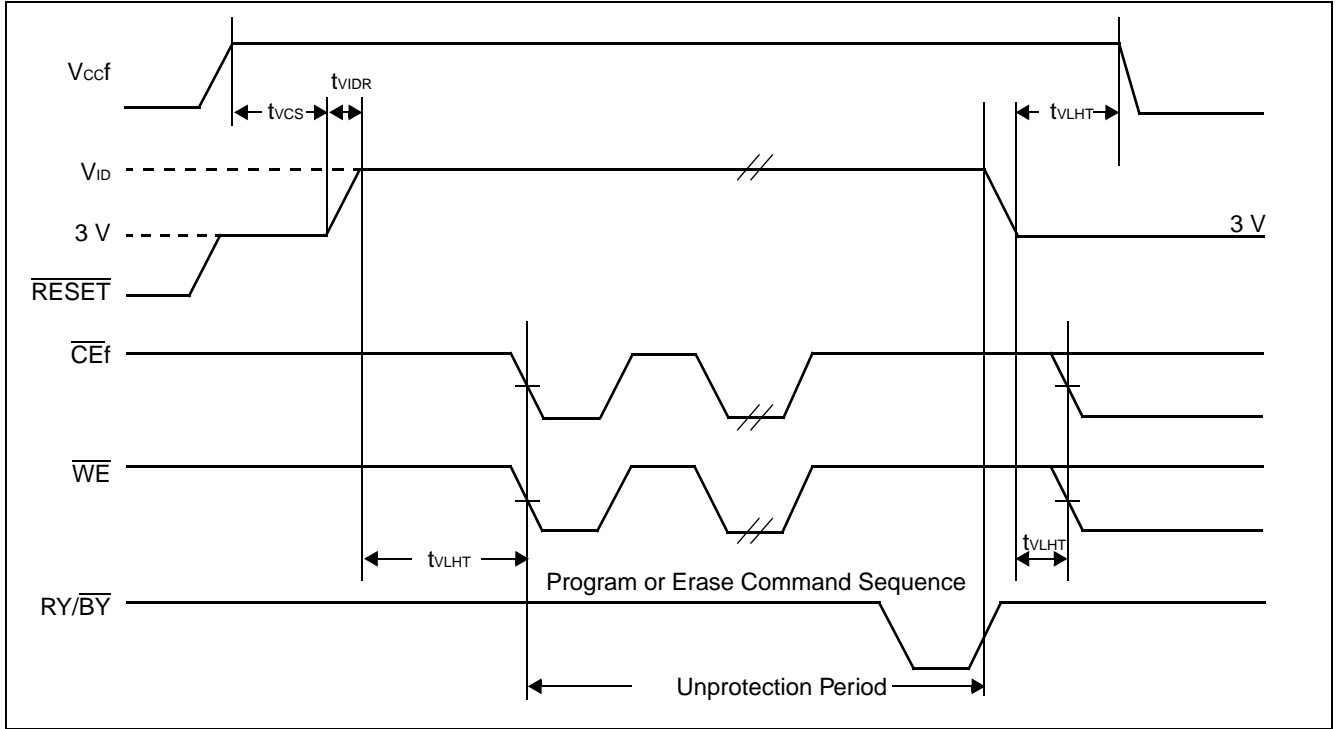 VCCf
tVIDR
tVCS
tVLHT
VID
3 V
3 V
RESET
CEf
WE
tVLHT
tVLHT
Program or Erase Command Sequence
RY/BY
Unprotection Period